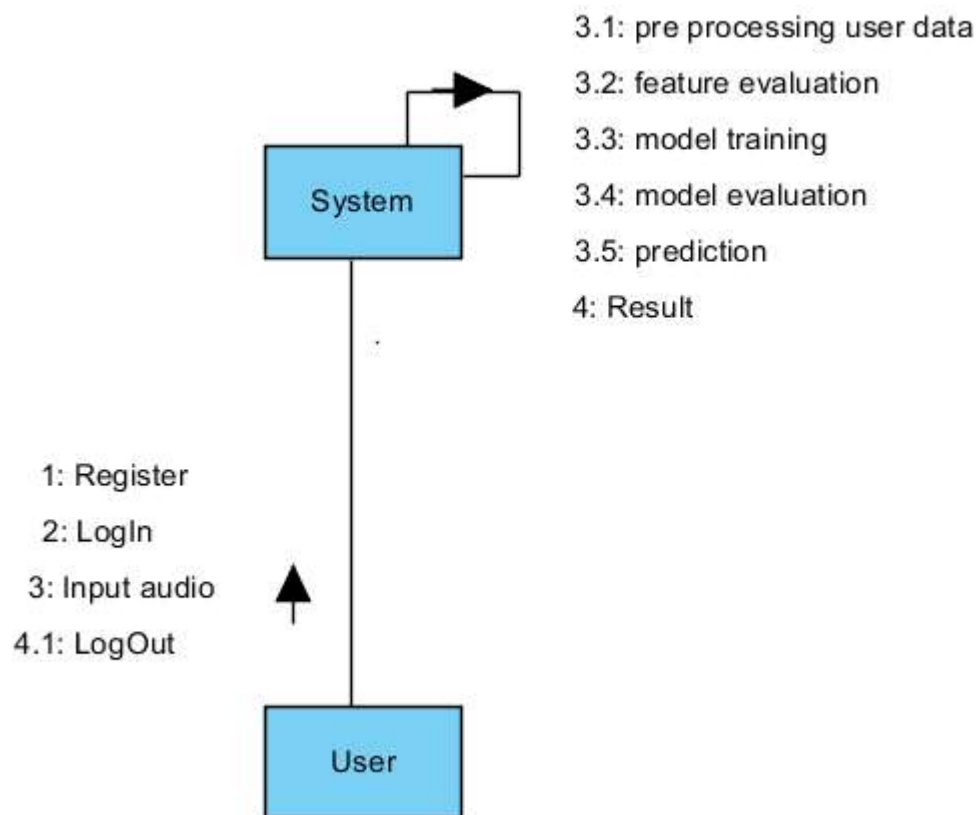 3.1: pre processing user data
3.2: feature evaluation
3.3: model training
3.4: model evaluation
3.5: prediction
4: Result
System
1: Register
2: LogIn
3: Input audio
4.1: LogOut
User